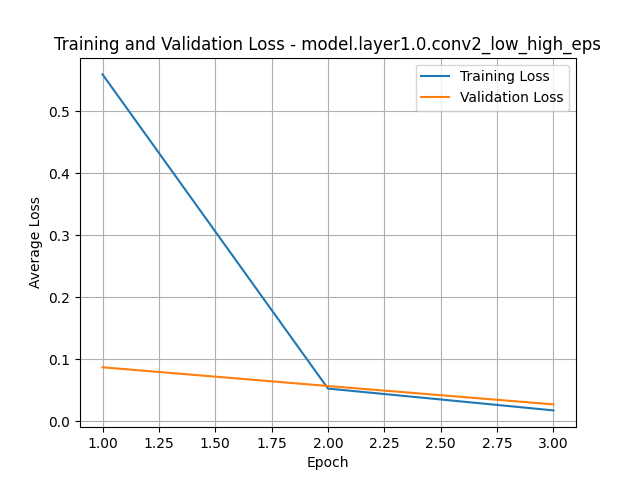 Training and Validation Loss - model.layer1.0.conv2_low_high_eps
Training Loss
Validation Loss
Average Loss
0.5
0.4
0.3
0.2
0.1
0.0
1.00 1.25 1.50 1.75 2.00 2.25 2.50 2.75 3.00
Epoch